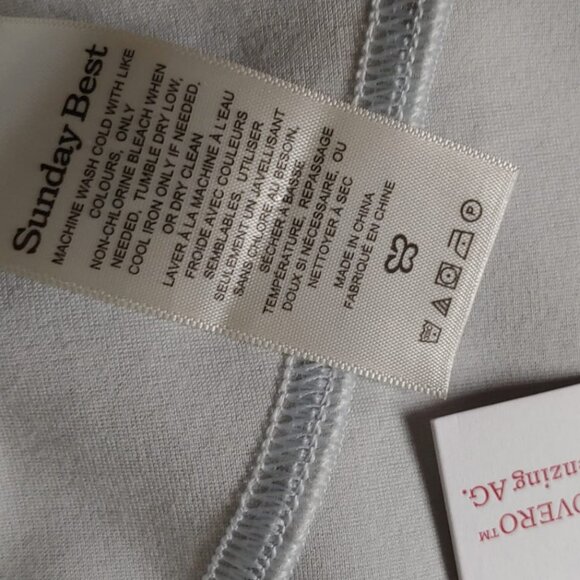 Sunday Best
MACHINE WASH COLD WITH LIKE
COLOURS, ONLY
NON-CHLORINE BLEACH WHEN
NEEDED, TUMBLE DRY LOW,
COOL IRON ONLY IF NEEDED,
OR DRY CLEAN
LAVER À LA MACHINE À L'EAU
FROIDE AVEC COULEURS
SEMBLABLES, UTILISER
SEULEMENT UN JAVELLISANT
SANS CHLORE AU BESOIN,
SÉCHER À BASSE
TEMPÉRATURE, REPASSAGE
DOUX SI NÉCESSAIRE, OU
NETTOYER À SEC
MADE IN CHINA
FABRIQUÉ EN CHINE
P
OVERO™
nzing AG.